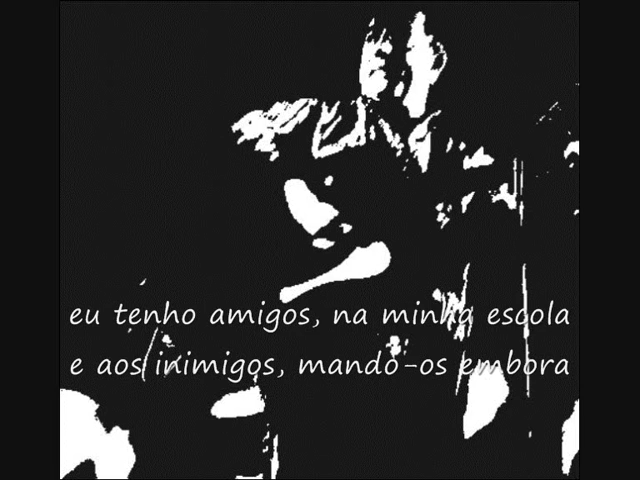 eu tenho amigos, na minha escola
e aos inimigos, mando-os embora